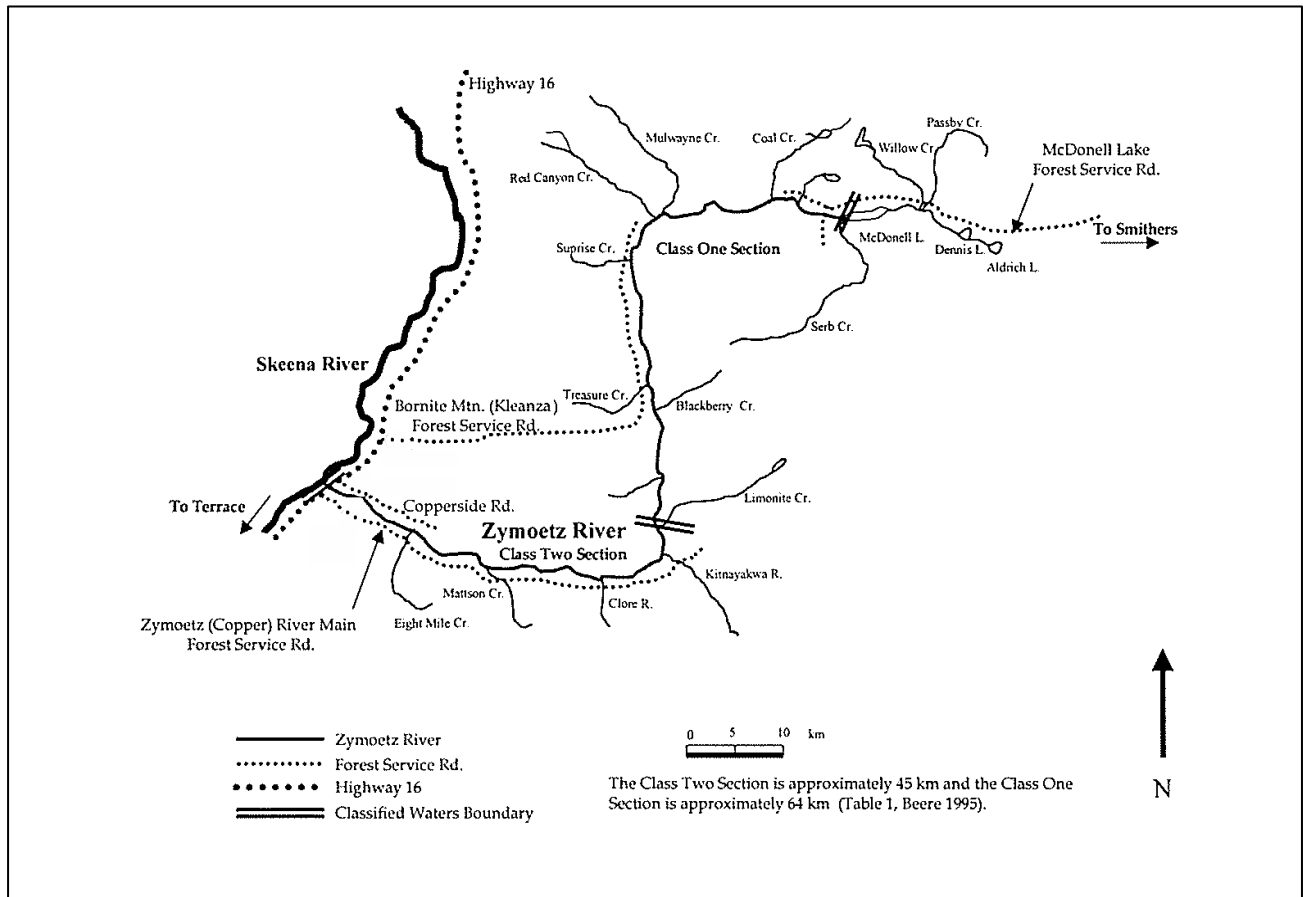 Highway 16
Mulwayne Cr.
Coal Cr.
Passby Cr.
Willow Cr.
McDonell Lake
Forest Service Rd.
Red Canyon Cr.
To Smithers
Suprise Cr.
Class One Section
McDonell L.
Dennis L.
Aldrich L.
Serb Cr.
Skeena River
Treasure Cr.
Blackberry Cr.
Bornite Mtn. (Kleanza)
Forest Service Rd.
Limonite Cr.
To Terrace
Copperside Rd.
Zymoetz River
Class Two Section
Kitnayakwa R.
Mattson Cr.
Clore R.
Eight Mile Cr.
Zymoetz (Copper) River Main
Forest Service Rd.
Zymoetz River
Forest Service Rd.
Highway 16
Classified Waters Boundary
0 5 10 km
The Class Two Section is approximately 45 km and the Class One
Section is approximately 64 km (Table 1, Beere 1995).
N